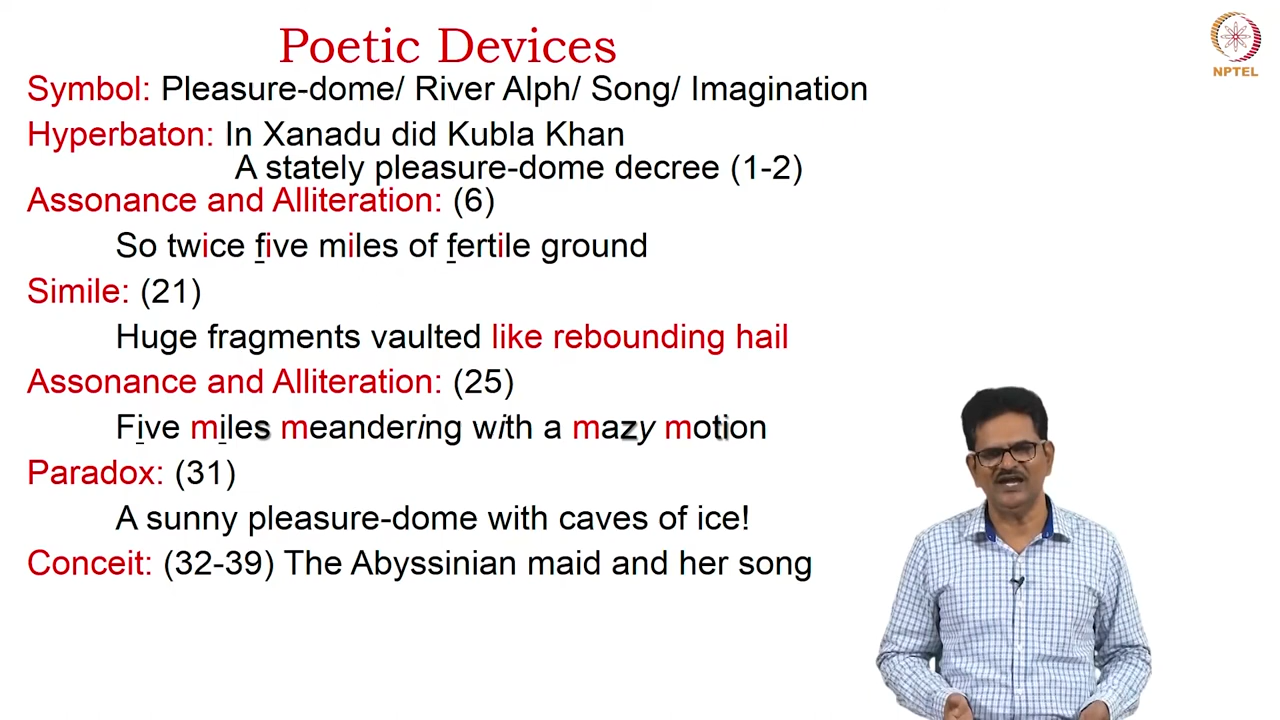 Poetic Devices
NPTEL
Symbol: Pleasure-dome/ River Alph/ Song/ Imagination
Hyperbaton: In Xanadu did Kubla Khan
A stately pleasure-dome decree (1-2)
Assonance and Alliteration: (6)
So twice five miles of fertile ground
Simile: (21)
Huge fragments vaulted like rebounding hail
Assonance and Alliteration: (25)
Five miles meandering with a mazy motion
Paradox: (31)
A sunny pleasure-dome with caves of ice!
Conceit: (32-39) The Abyssinian maid and her song